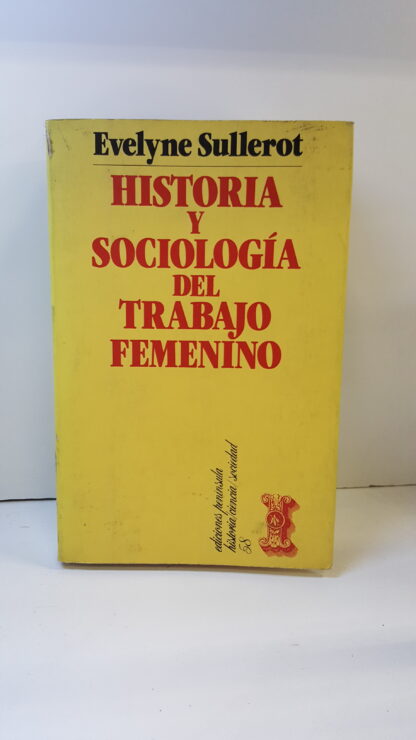 Evelyne Sullerot
HISTORIA
Y
SOCIOLOGÍA
DEL
TRABAJO
FEMENINO
ediciones península
historia/ciencia/sociedad
58